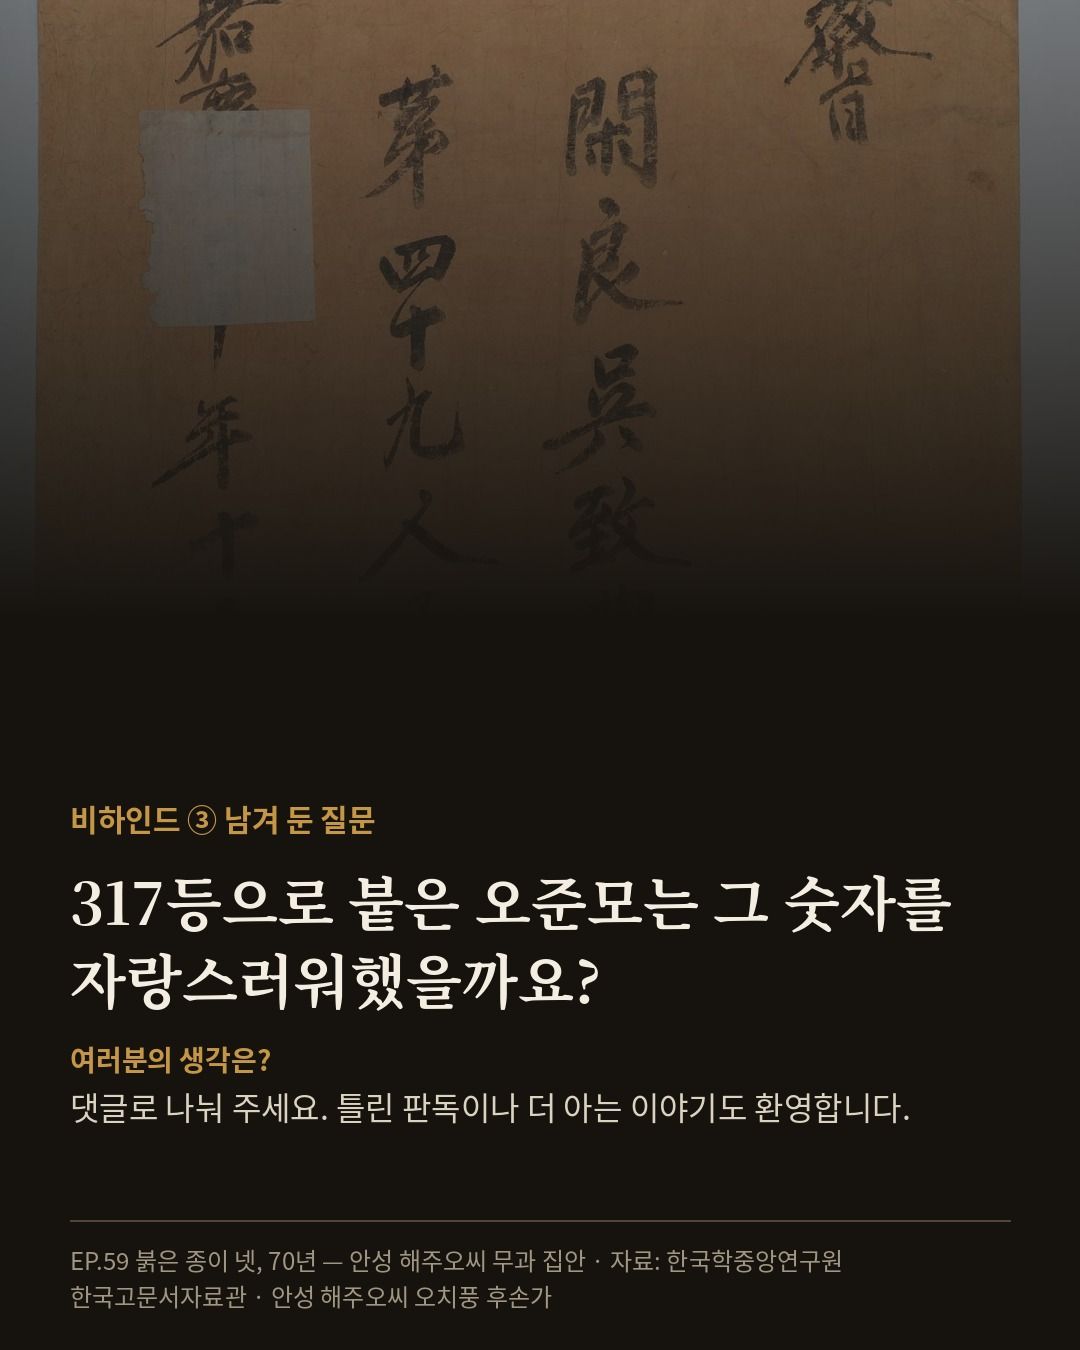 敎旨
閑良吳致
第四十九人
嘉慶
年十
비하인드 ③ 남겨 둔 질문
317등으로 붙은 오준모는 그 숫자를
자랑스러워했을까요?
여러분의 생각은?
댓글로 나눠 주세요. 틀린 판독이나 더 아는 이야기도 환영합니다.
EP.59 붉은 종이 넷, 70년 — 안성 해주오씨 무과 집안 · 자료: 한국학중앙연구원
한국고문서자료관 · 안성 해주오씨 오치풍 후손가